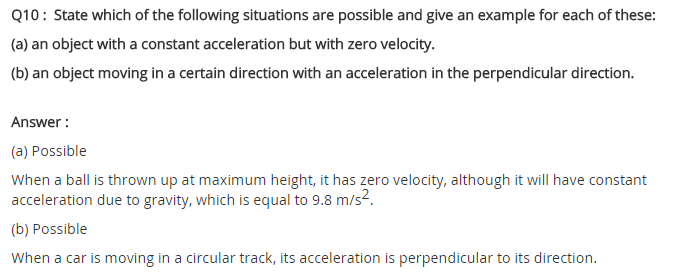 Q10 : State which of the following situations are possible and give an example for each of these:
(a) an object with a constant acceleration but with zero velocity.
(b) an object moving in a certain direction with an acceleration in the perpendicular direction.
Answer :
(a) Possible
When a ball is thrown up at maximum height, it has zero velocity, although it will have constant
acceleration due to gravity, which is equal to 9.8 m/s².
(b) Possible
When a car is moving in a circular track, its acceleration is perpendicular to its direction.